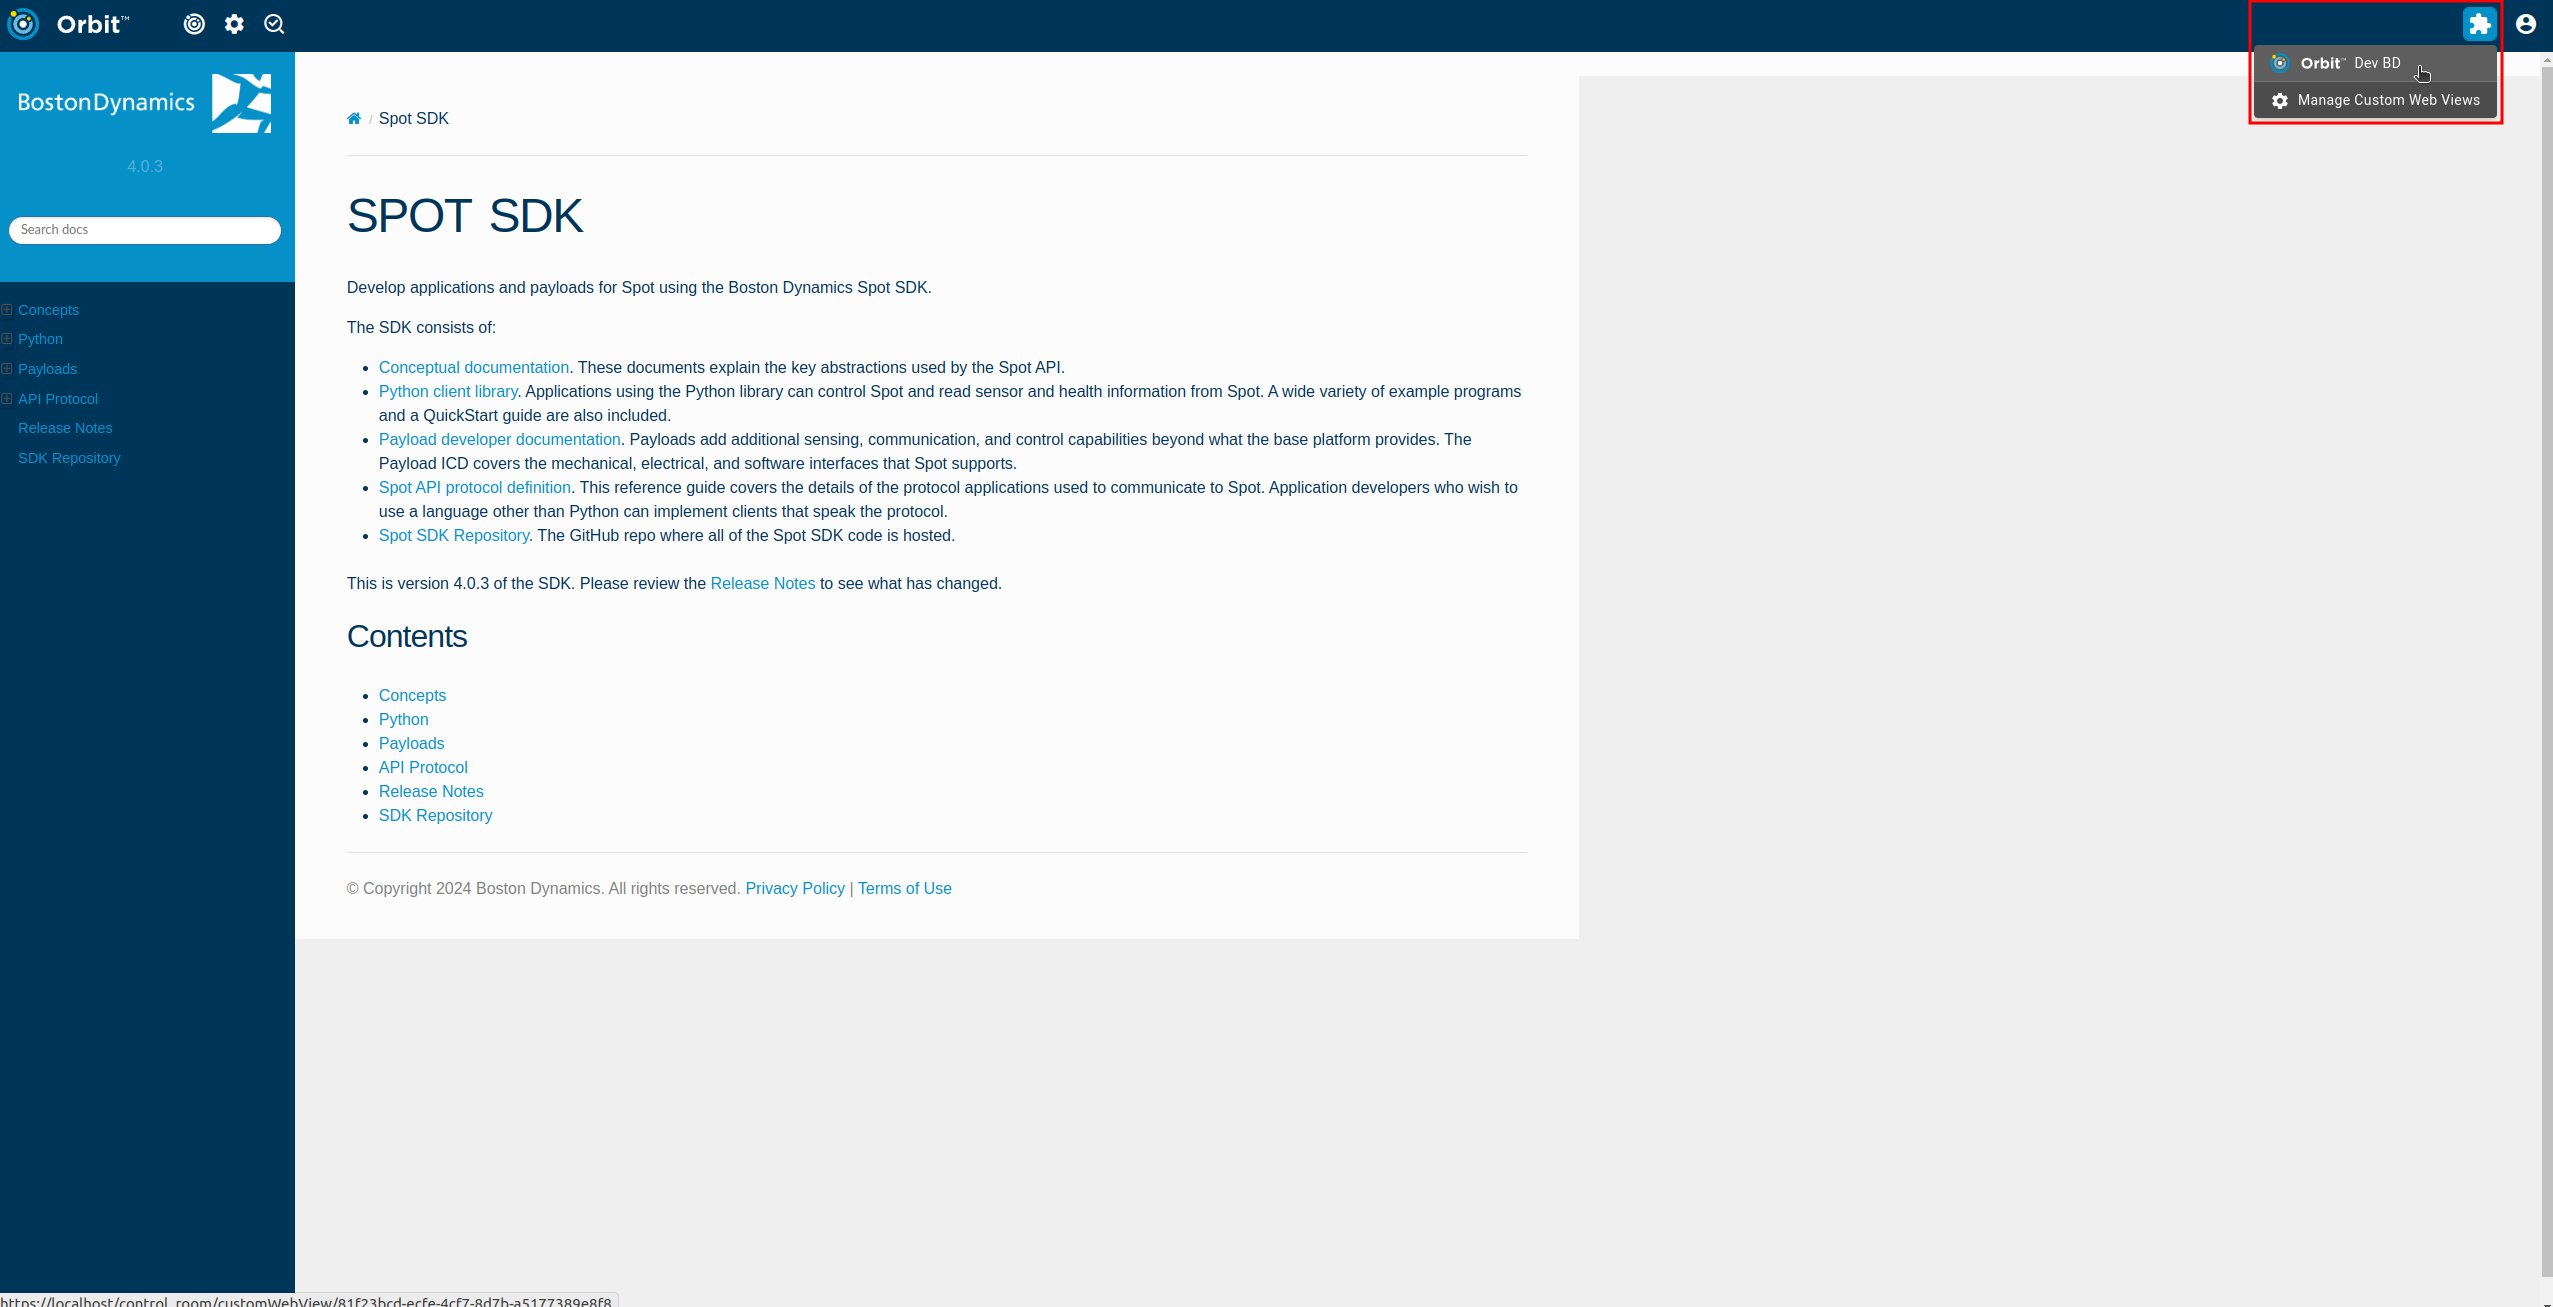 Orbit™
Orbit™ Dev BD
Manage Custom Web Views
BostonDynamics
4.0.3
Search docs
Concepts
Python
Payloads
API Protocol
Release Notes
SDK Repository
/ Spot SDK
SPOT SDK
Develop applications and payloads for Spot using the Boston Dynamics Spot SDK.
The SDK consists of:
• Conceptual documentation. These documents explain the key abstractions used by the Spot API.
• Python client library. Applications using the Python library can control Spot and read sensor and health information from Spot. A wide variety of example programs
and a QuickStart guide are also included.
• Payload developer documentation. Payloads add additional sensing, communication, and control capabilities beyond what the base platform provides. The
Payload ICD covers the mechanical, electrical, and software interfaces that Spot supports.
• Spot API protocol definition. This reference guide covers the details of the protocol applications used to communicate to Spot. Application developers who wish to
use a language other than Python can implement clients that speak the protocol.
• Spot SDK Repository. The GitHub repo where all of the Spot SDK code is hosted.
This is version 4.0.3 of the SDK. Please review the Release Notes to see what has changed.
Contents
• Concepts
• Python
• Payloads
• API Protocol
• Release Notes
• SDK Repository
© Copyright 2024 Boston Dynamics. All rights reserved. Privacy Policy | Terms of Use
https://localhost/control_room/customWebView/81f23bcd-ecfe-4cf7-8d7b-a5177389e8f8